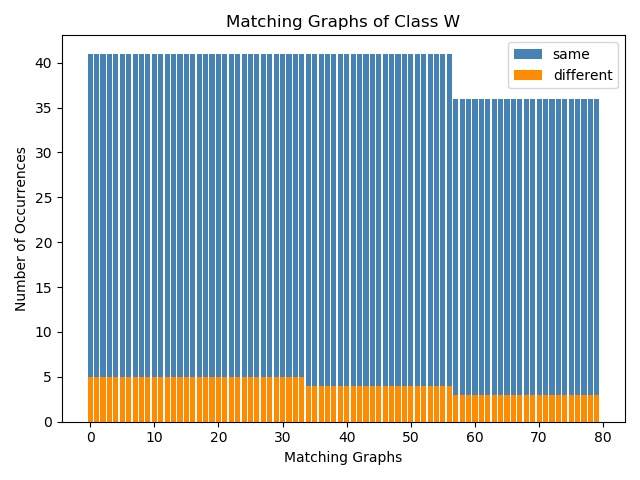 Matching Graphs of Class W
same
different
Number of Occurrences
40
35
30
25
20
15
10
5
0
0 10 20 30 40 50 60 70 80
Matching Graphs